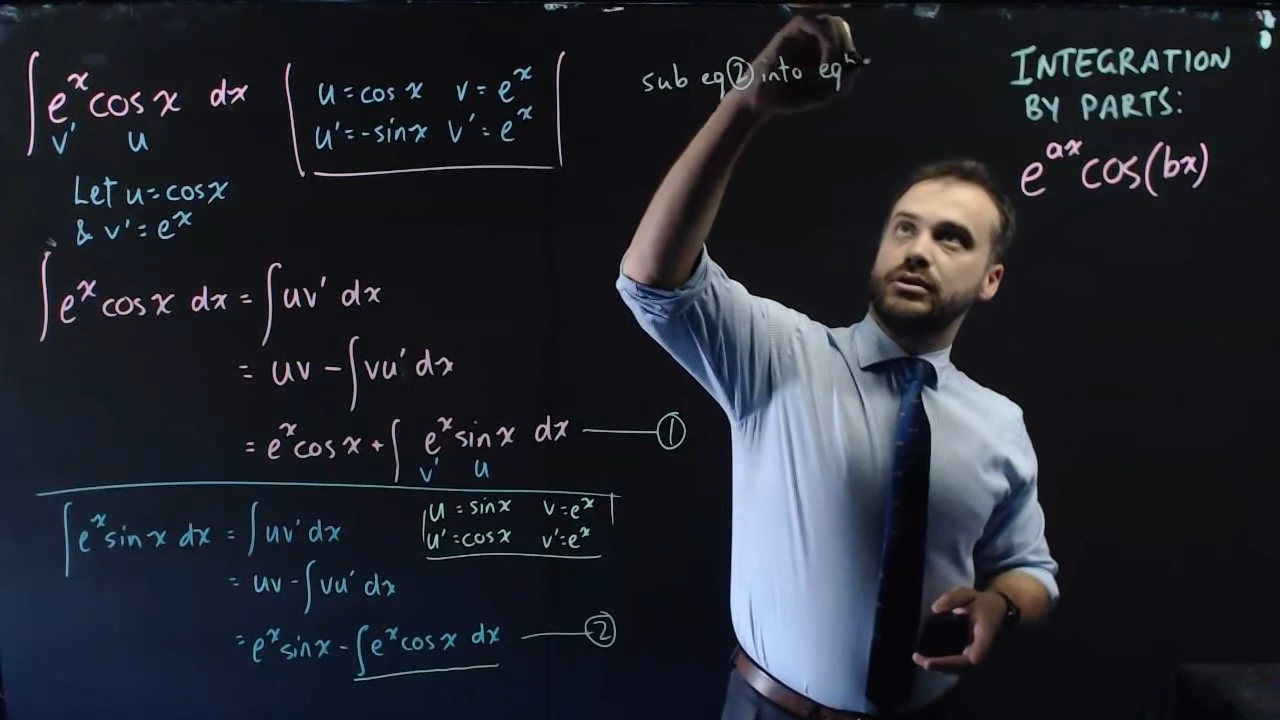 ∫ e^x cos x dx
v' u
u = cos x v = e^x
u' = -sin x v' = e^x
Let u = cos x
& v' = e^x
∫ e^x cos x dx = ∫ uv' dx
= uv - ∫ vu' dx
= e^x cos x + ∫ e^x sin x dx — ①
v' u
∫ e^x sin x dx = ∫ uv' dx
u = sin x v = e^x
u' = cos x v' = e^x
= uv - ∫ vu' dx
= e^x sin x - ∫ e^x cos x dx — ②
sub eq ② into eq^n
INTEGRATION
BY PARTS:
e^ax cos(bx)